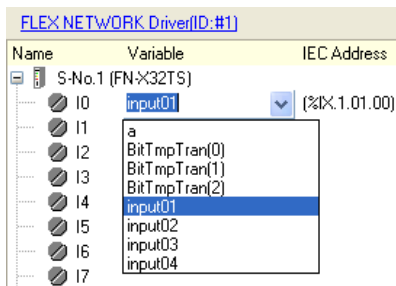 FLEX NETWORK Driver(ID:#1)
Name Variable IEC Address
S-No.1 (FN-X32TS)
I0 input01 (%IX.1.01.00)
I1 a
I2 BitTmpTran(0)
I3 BitTmpTran(1)
BitTmpTran(2)
I4 input01
I5 input02
I6 input03
I7 input04